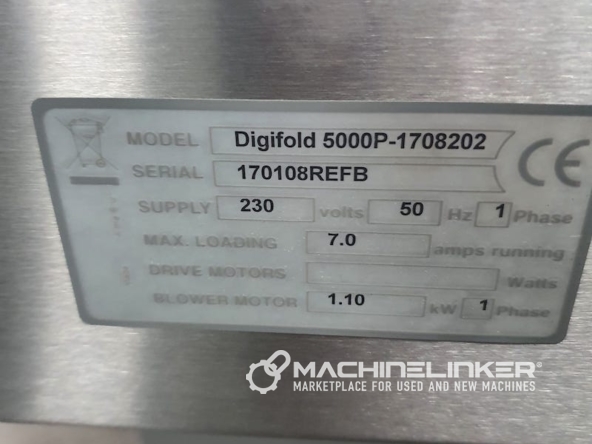 MODEL Digifold 5000P-1708202
SERIAL 170108REFB
CE
SUPPLY 230 volts 50 Hz 1 Phase
MAX. LOADING 7.0 amps running
DRIVE MOTORS Watts
BLOWER MOTOR 1.10 kW 1 Phase
MACHINELINKER®
MARKETPLACE FOR USED AND NEW MACHINES